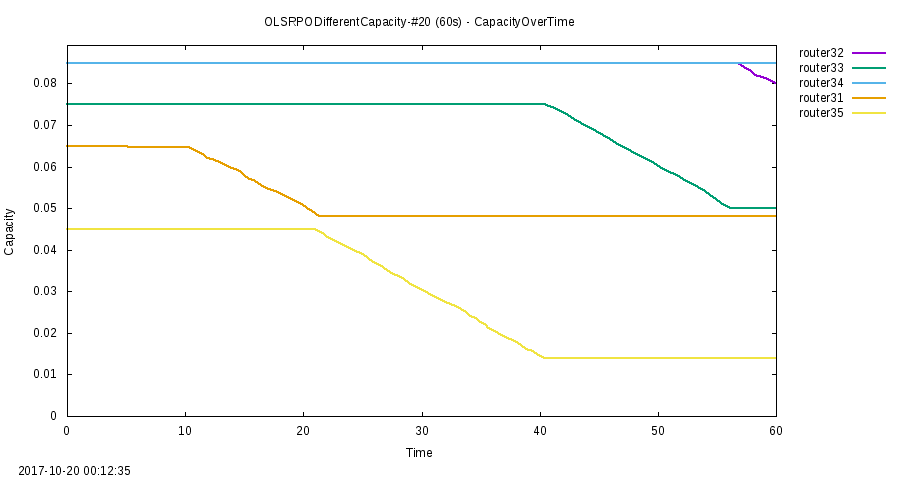 OLSRPODifferentCapacity-#20 (60s) - CapacityOverTime
router32
router33
router34
router31
router35
0.08
0.07
0.06
0.05
0.04
0.03
0.02
0.01
0
Capacity
0 10 20 30 40 50 60
Time
2017-10-20 00:12:35